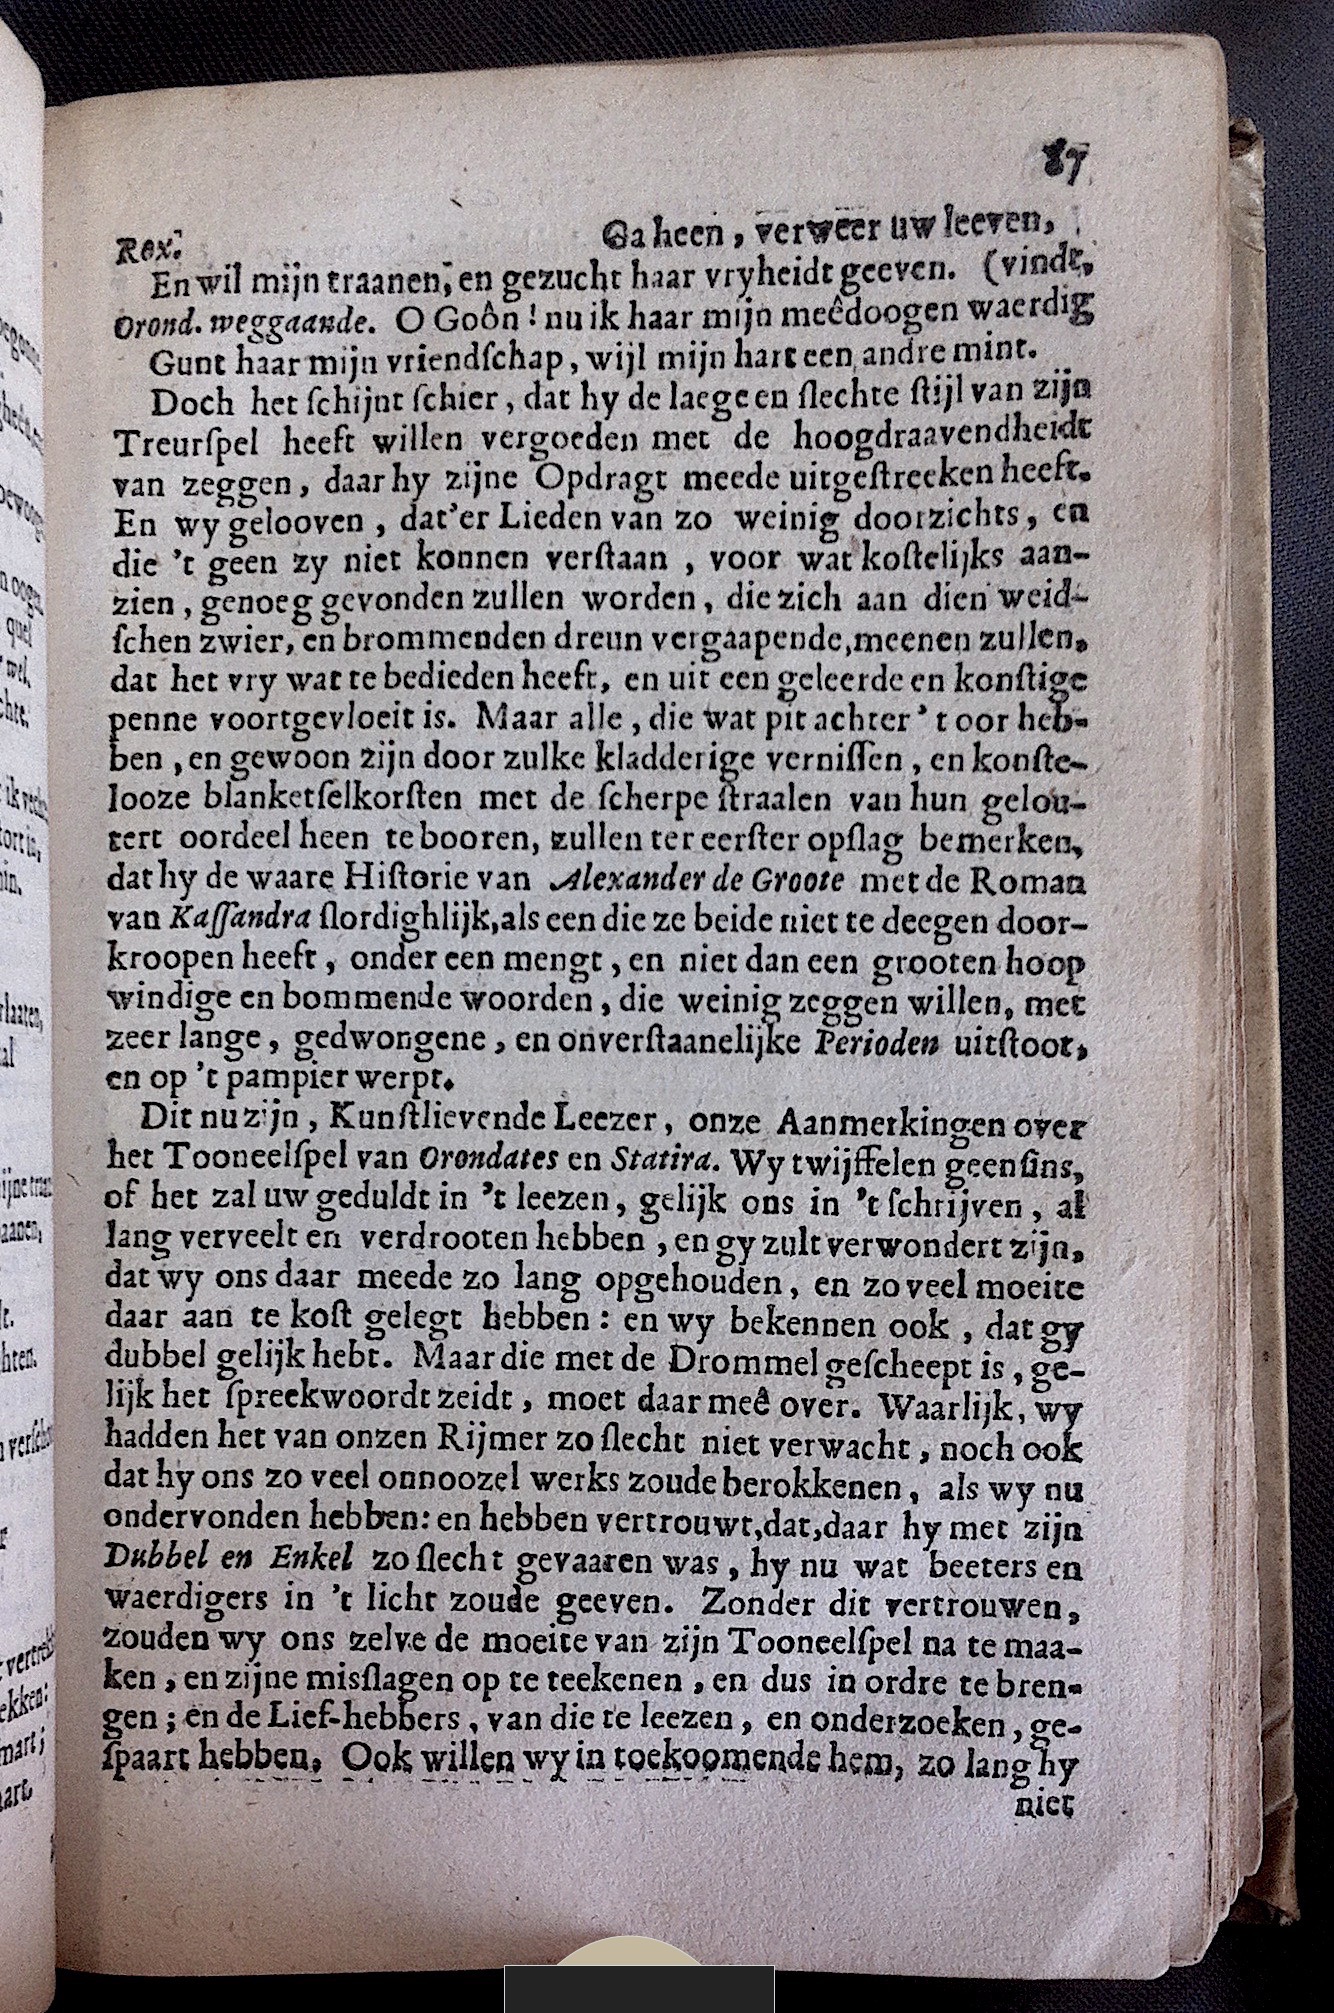 87
Rox. Ga heen, verweer uw leeven,
En wil mijn traanen, en gezucht haar vryheidt geeven. (vindt,
Orond. weggaande. O Goôn! nu ik haar mijn meêdoogen waerdig
Gunt haar mijn vriendſchap, wijl mijn hart een andre mint.
Doch het ſchijnt ſchier, dat hy de laege en ſlechte ſtijl van zijn
Treurſpel heeft willen vergoeden met de hoogdraavendheidt
van zeggen, daar hy zijne Opdragt meede uitgeſtreeken heeft.
En wy gelooven, dat'er Lieden van zo weinig doorzichts, en
die 't geen zy niet konnen verſtaan, voor wat koſtelijks aan-
zien, genoeg gevonden zullen worden, die zich aan dien weid-
ſchen zwier, en brommenden dreun vergaapende, meenen zullen,
dat het vry wat te bedieden heeft, en uit een geleerde en konſtige
penne voortgevloeit is. Maar alle, die wat pit achter 't oor heb-
ben, en gewoon zijn door zulke kladderige verniſſen, en konſte-
looze blanketſelkorſten met de ſcherpe ſtraalen van hun gelou-
tert oordeel heen te booren, zullen ter eerſter opſlag bemerken,
dat hy de waare Hiſtorie van Alexander de Groote met de Roman
van Kaſſandra ſlordighlijk, als een die ze beide niet te deegen door-
kroopen heeft, onder een mengt, en niet dan een grooten hoop
windige en bommende woorden, die weinig zeggen willen, met
zeer lange, gedwongene, en onverſtaanelijke Perioden uitſtoot,
en op 't pampier werpt.
Dit nu zijn, Kunſtlievende Leezer, onze Aanmerkingen over
het Tooneelſpel van Orondates en Statira. Wy twijffelen geenſins,
of het zal uw geduldt in 't leezen, gelijk ons in 't ſchrijven, al
lang verveelt en verdrooten hebben, en gy zult verwondert zijn,
dat wy ons daar meede zo lang opgehouden, en zo veel moeite
daar aan te koſt gelegt hebben: en wy bekennen ook, dat gy
dubbel gelijk hebt. Maar die met de Drommel geſcheept is, ge-
lijk het ſpreekwoordt zeidt, moet daar meê over. Waarlijk, wy
hadden het van onzen Rijmer zo ſlecht niet verwacht, noch ook
dat hy ons zo veel onnoozel werks zoude berokkenen, als wy nu
ondervonden hebben: en hebben vertrouwt, dat, daar hy met zijn
Dubbel en Enkel zo ſlecht gevaaren was, hy nu wat beeters en
waerdigers in 't licht zoude geeven. Zonder dit vertrouwen,
zouden wy ons zelve de moeite van zijn Tooneelſpel na te maa-
ken, en zijne misſlagen op te teekenen, en dus in ordre te bren-
gen; en de Lief-hebbers, van die te leezen, en onderzoeken, ge-
ſpaart hebben. Ook willen wy in toekoomende hem, zo lang hy
niet